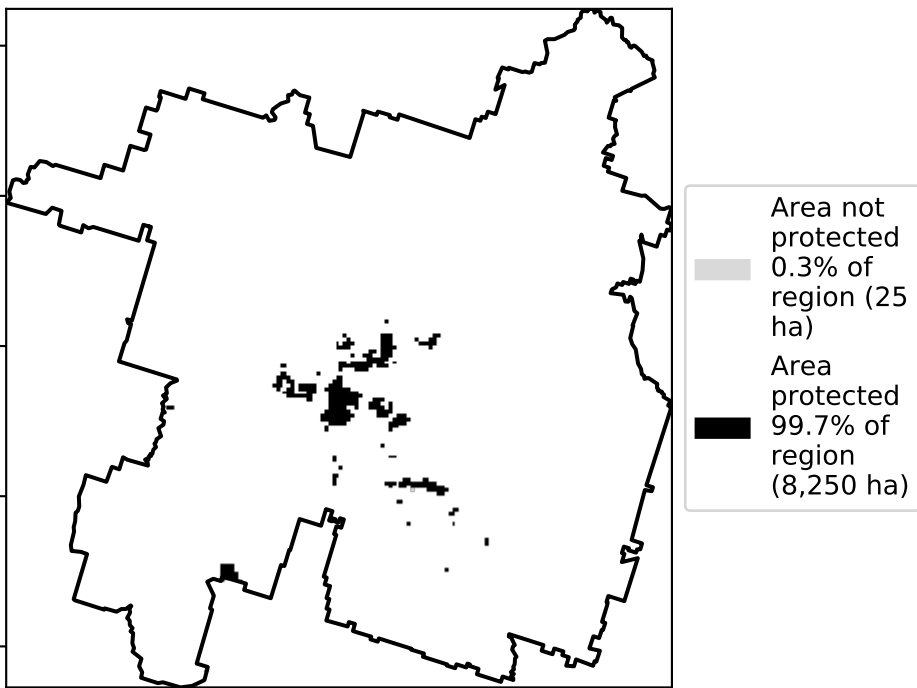 Area not
protected
0.3% of
region (25
ha)
Area
protected
99.7% of
region
(8,250 ha)